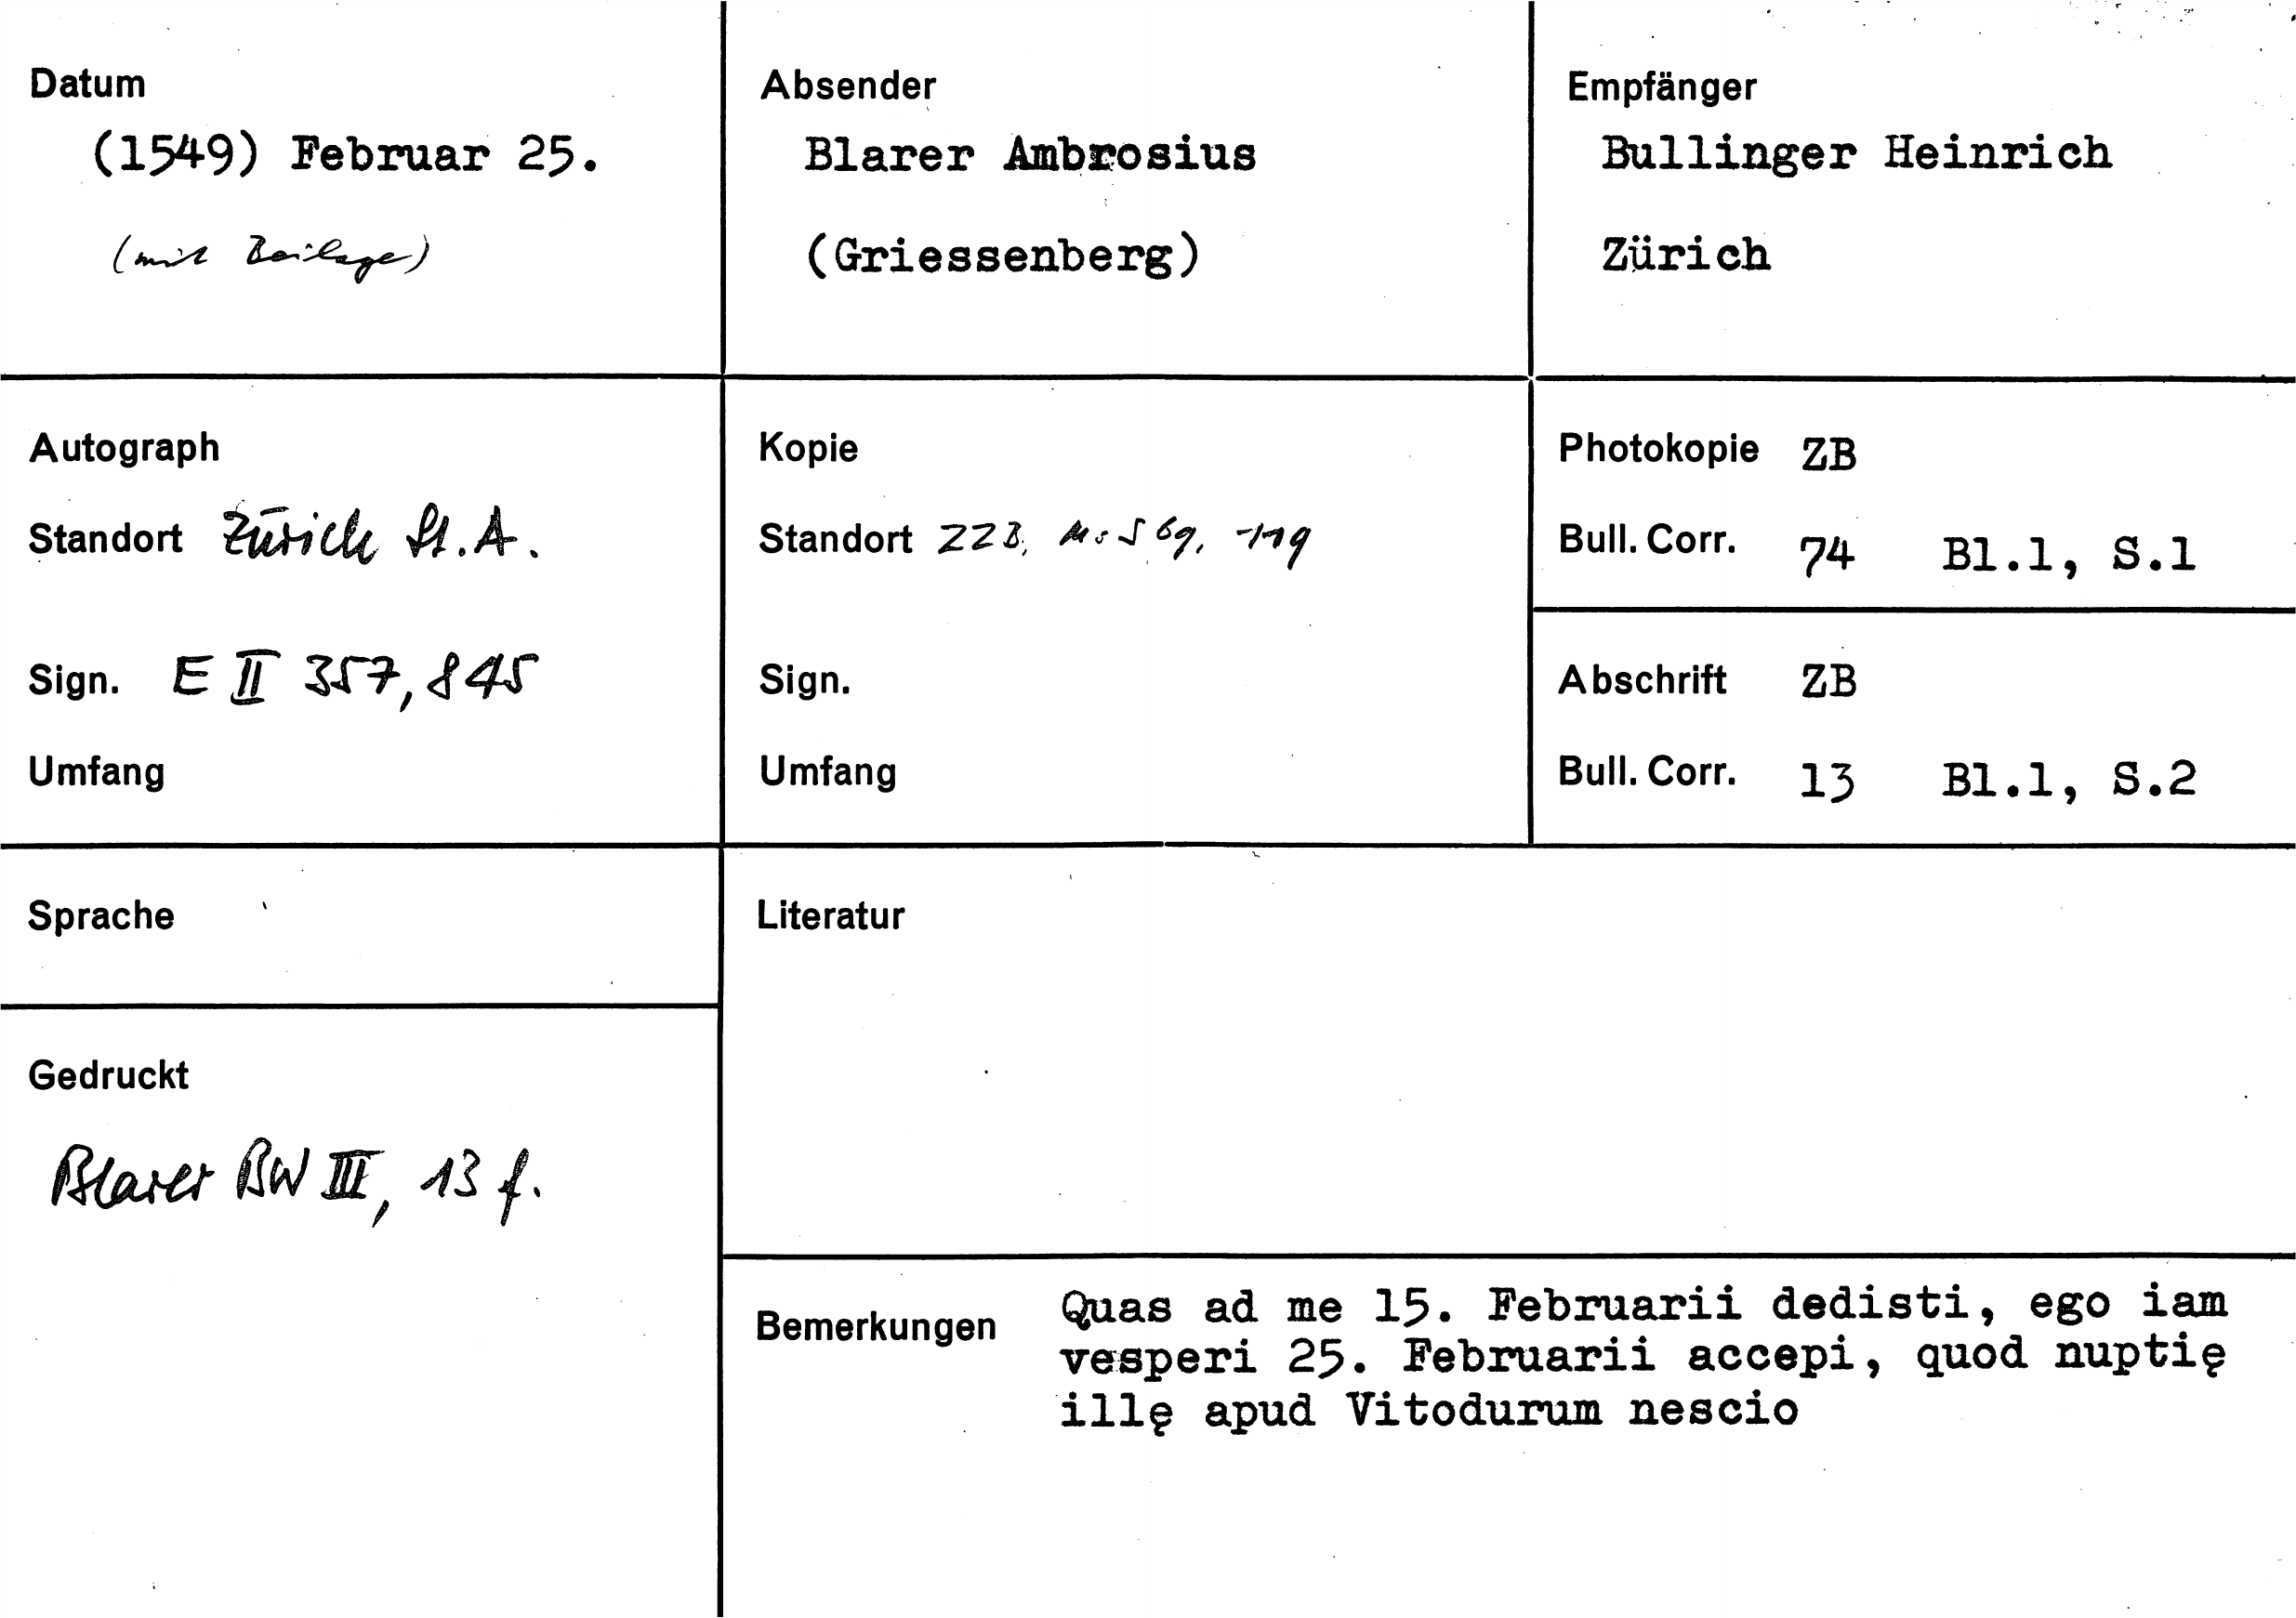 Datum
(1549) Februar 25.
(mit Beilage)
Absender
Blarer Ambrosius
(Griessenberg)
Empfänger
Bullinger Heinrich
Zürich
Autograph
Standort Zürich St.A.
Sign. E II 357, 845
Umfang
Kopie
Standort ZZB, Ms S 69,
Sign.
Umfang
Photokopie ZB
Bull. Corr. 74 Bl.1, S.1
Abschrift ZB
Bull. Corr. 13 Bl.1, S.2
Sprache
Gedruckt
Blarer BW III, 13 f.
Literatur
Bemerkungen Quas ad me 15. Februarii dedisti, ego iam
vesperi 25. Februarii accepi, quod nuptię
illę apud Vitodurum nescio